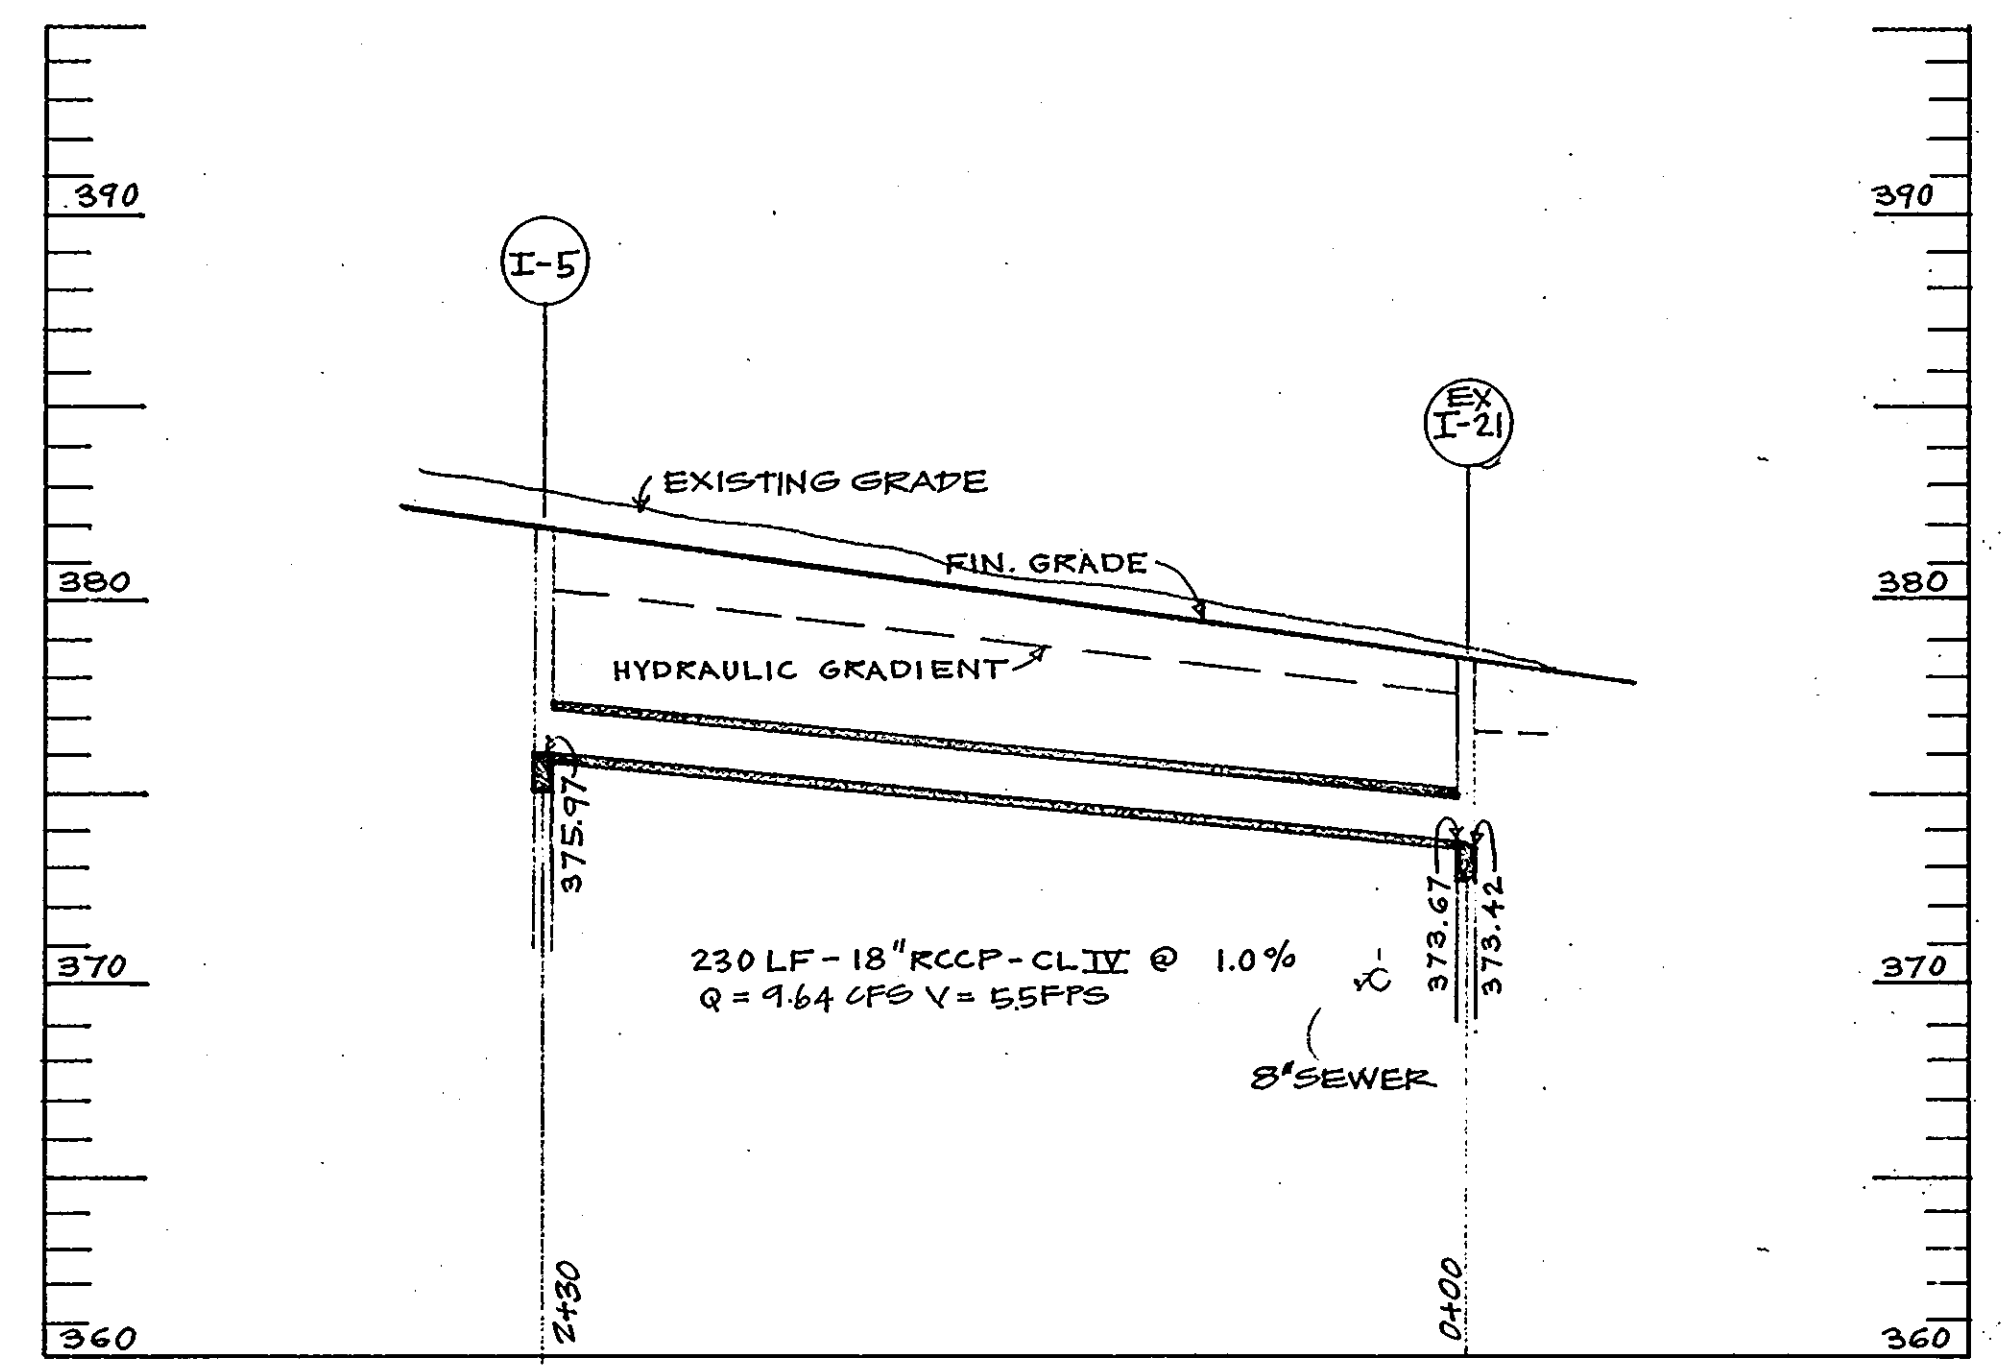 390
390
I-5
EX
I-21
EXISTING GRADE
FIN. GRADE
380
380
HYDRAULIC GRADIENT
375.97
373.67
373.42
230 LF - 18" RCCP - CL IV @ 1.0%
Q = 9.64 CFS V = 5.5 FPS
370
370
8" SEWER
2+30
0+00
360
360